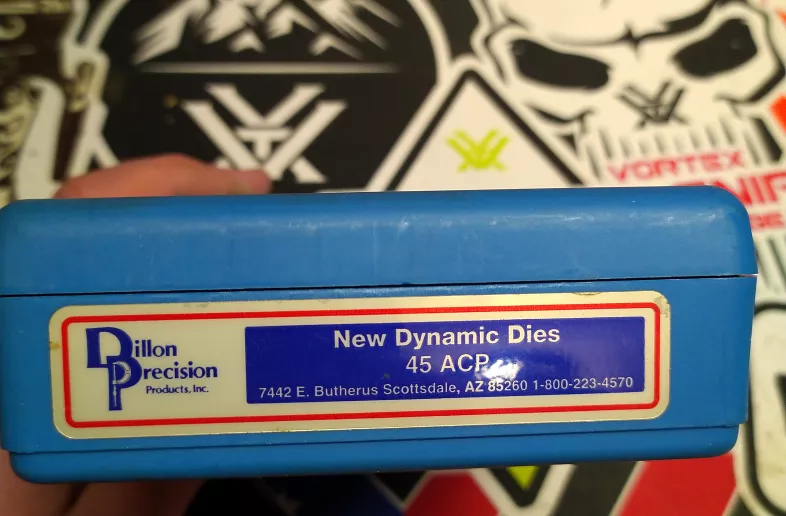 VORTEX
Dillon
Precision
Products, Inc.
New Dynamic Dies
45 ACP
7442 E. Butherus Scottsdale, AZ 85260 1-800-223-4570